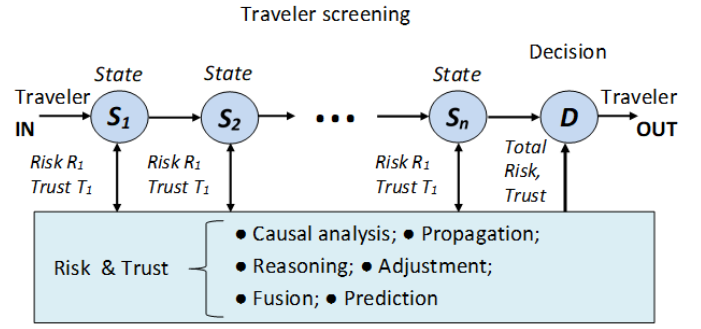 Traveler screening
Decision
State
State
State
Traveler
IN
S1
S2
•••
Sn
D
Traveler
OUT
Risk R1
Trust T1
Risk R1
Trust T1
Risk R1
Trust T1
Total
Risk,
Trust
Risk & Trust
● Causal analysis; ● Propagation;
● Reasoning; ● Adjustment;
● Fusion; ● Prediction